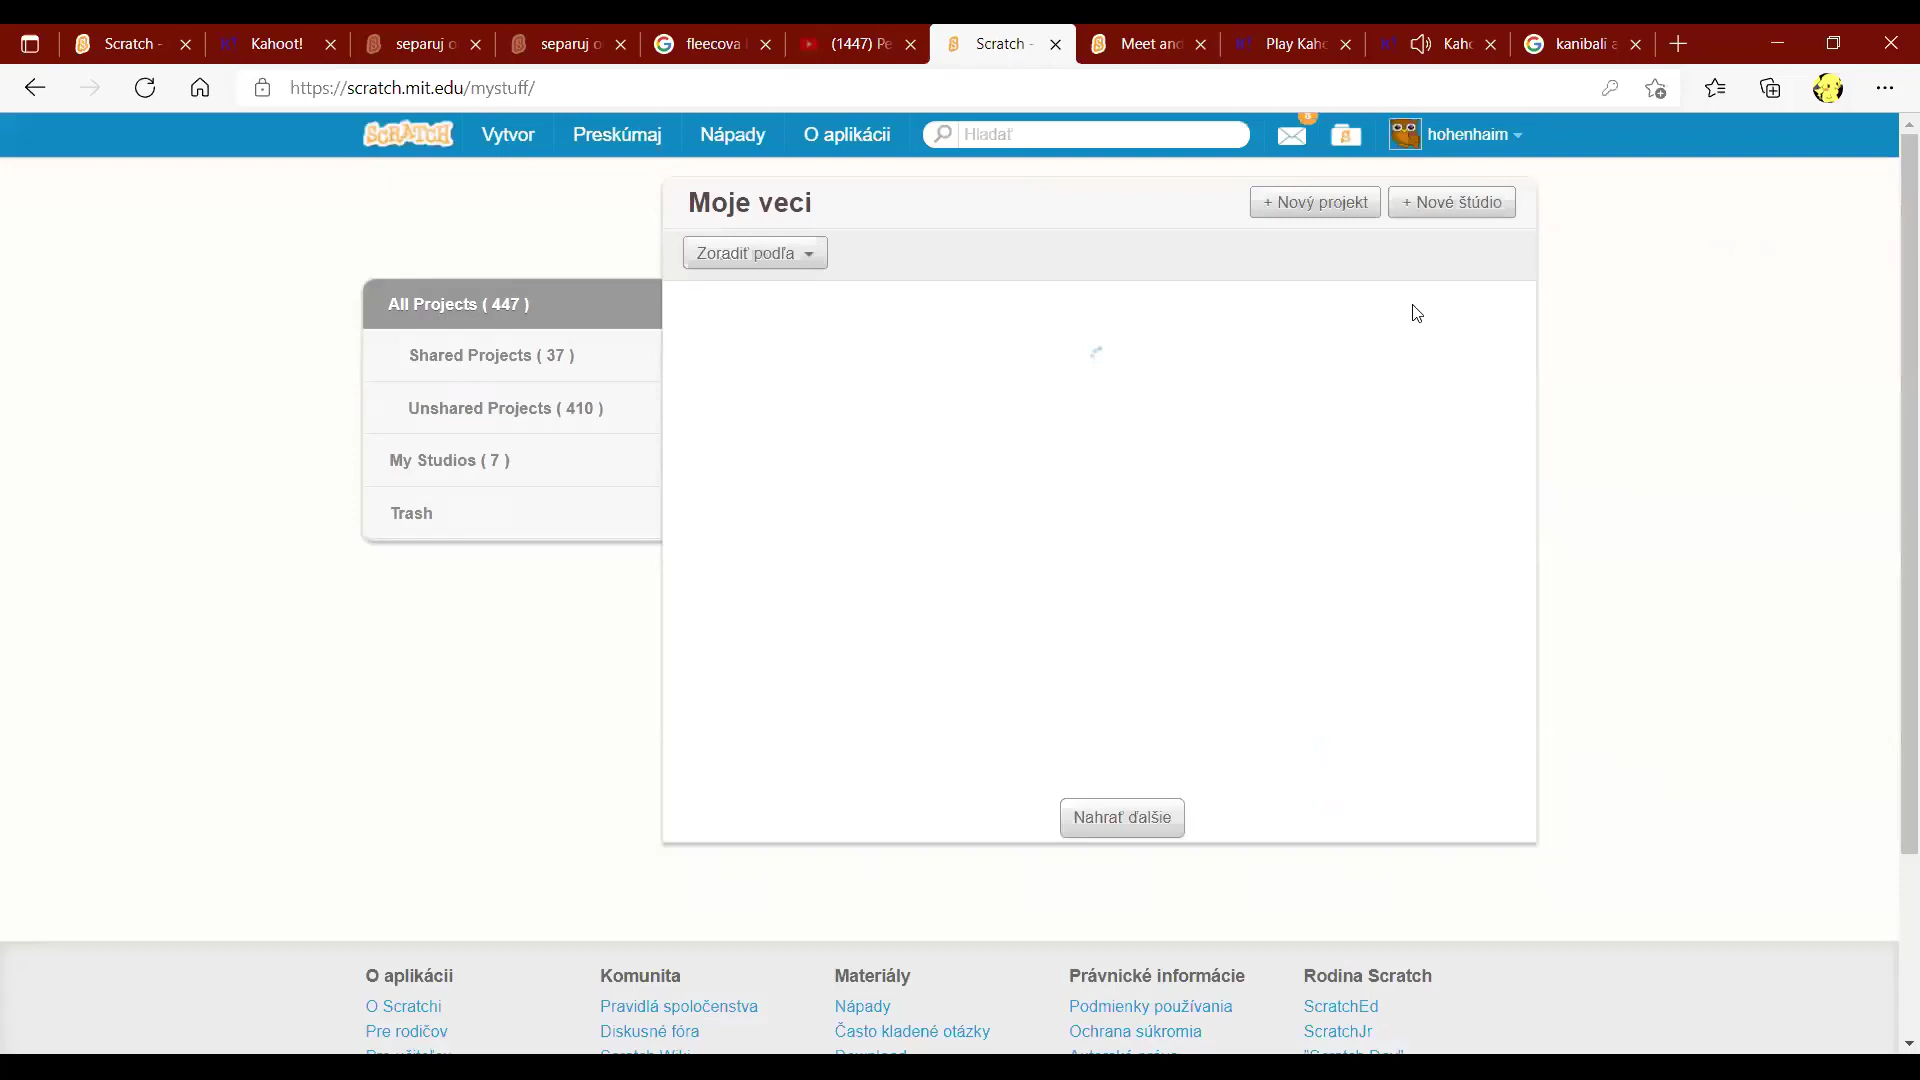 Scratch -
Kahoot!
separuj o
separuj o
fleecova
(1447) Pe
Scratch -
Meet and
Play Kaho
Kaho
kanibali a
https://scratch.mit.edu/mystuff/
SCRATCH
Vytvor
Preskúmaj
Nápady
O aplikácii
Hľadať
hohenhaim
Moje veci
+ Nový projekt
+ Nové štúdio
Zoradiť podľa
All Projects ( 447 )
Shared Projects ( 37 )
Unshared Projects ( 410 )
My Studios ( 7 )
Trash
Nahrať ďalšie
O aplikácii
Komunita
Materiály
Právnické informácie
Rodina Scratch
O Scratchi
Pravidlá spoločenstva
Nápady
Podmienky používania
ScratchEd
Pre rodičov
Diskusné fóra
Často kladené otázky
Ochrana súkromia
ScratchJr